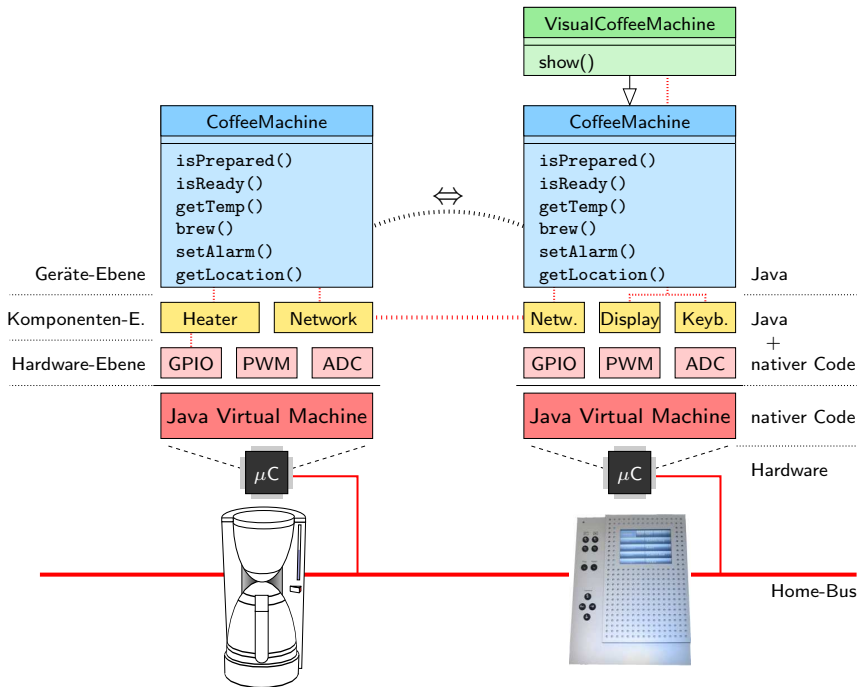 VisualCoffeeMachine
show()
CoffeeMachine
isPrepared()
isReady()
getTemp()
brew()
setAlarm()
getLocation()
⇔
CoffeeMachine
isPrepared()
isReady()
getTemp()
brew()
setAlarm()
getLocation()
Geräte-Ebene
Java
Komponenten-E.
Heater
Network
Netw.
Display
Keyb.
Java
+
Hardware-Ebene
GPIO
PWM
ADC
GPIO
PWM
ADC
nativer Code
Java Virtual Machine
Java Virtual Machine
nativer Code
μC
μC
Hardware
Home-Bus